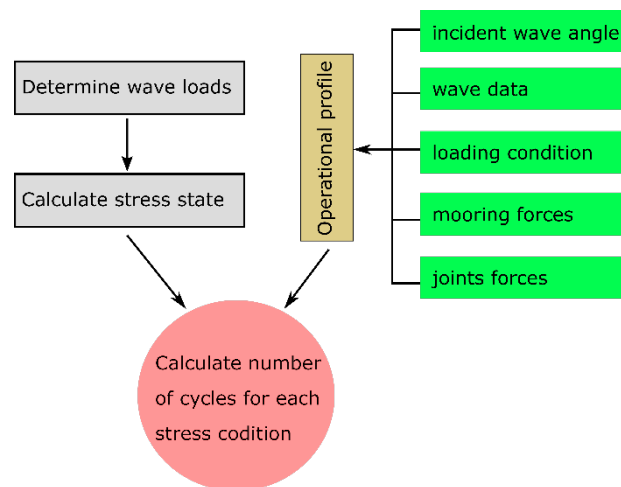 Determine wave loads
Calculate stress state
Operational profile
incident wave angle
wave data
loading condition
mooring forces
joints forces
Calculate number
of cycles for each
stress codition